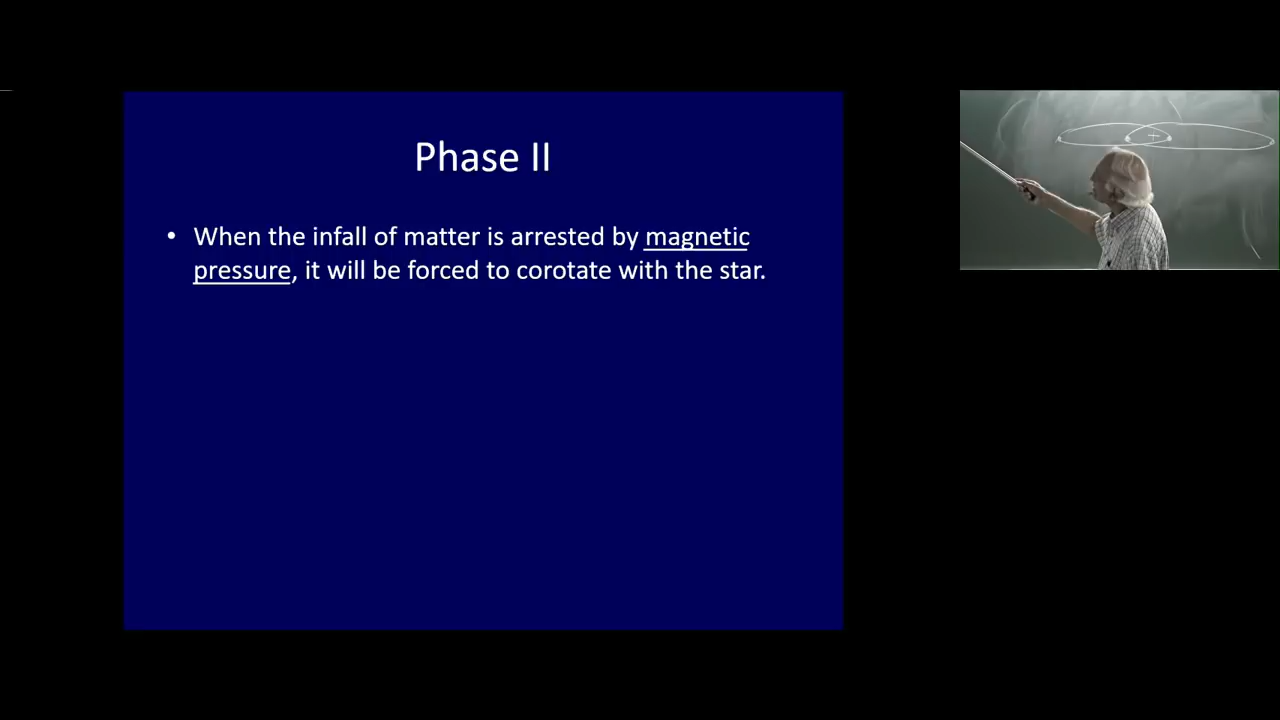 Phase II
• When the infall of matter is arrested by magnetic
pressure, it will be forced to corotate with the star.
+